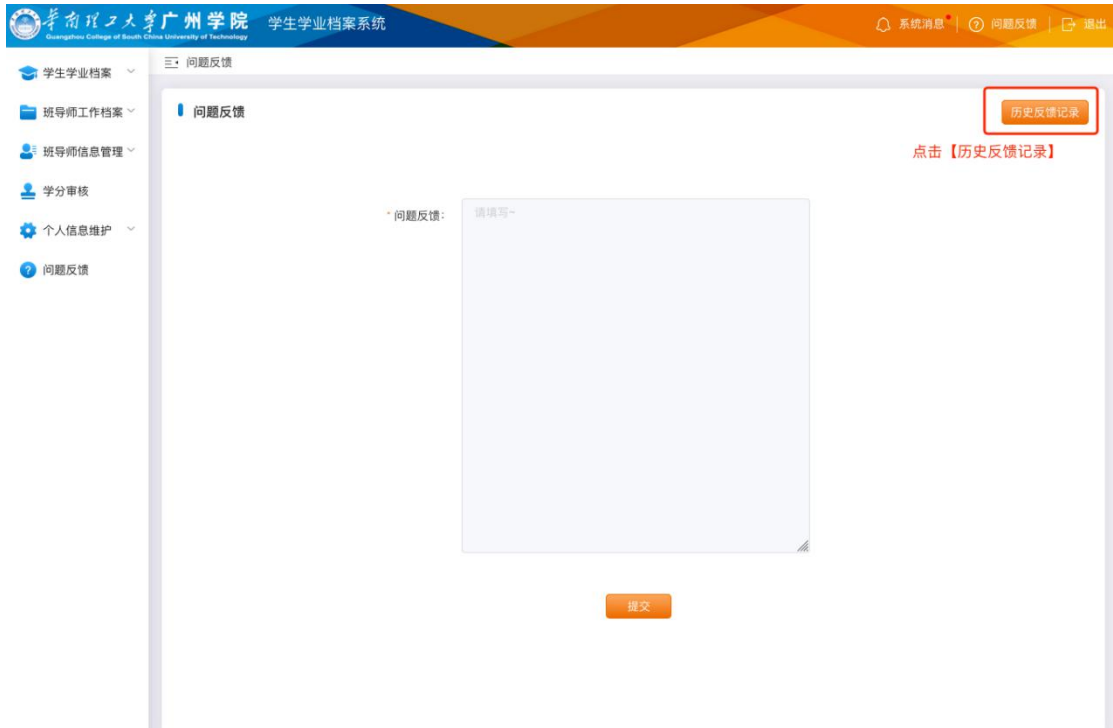 华南理工大学广州学院 学生学业档案系统 系统消息 问题反馈 退出
Guangzhou College of South China University of Technology
学生学业档案
班导师工作档案
班导师信息管理
学分审核
个人信息维护
问题反馈
问题反馈
问题反馈
历史反馈记录
点击【历史反馈记录】
*问题反馈:
请填写~
提交